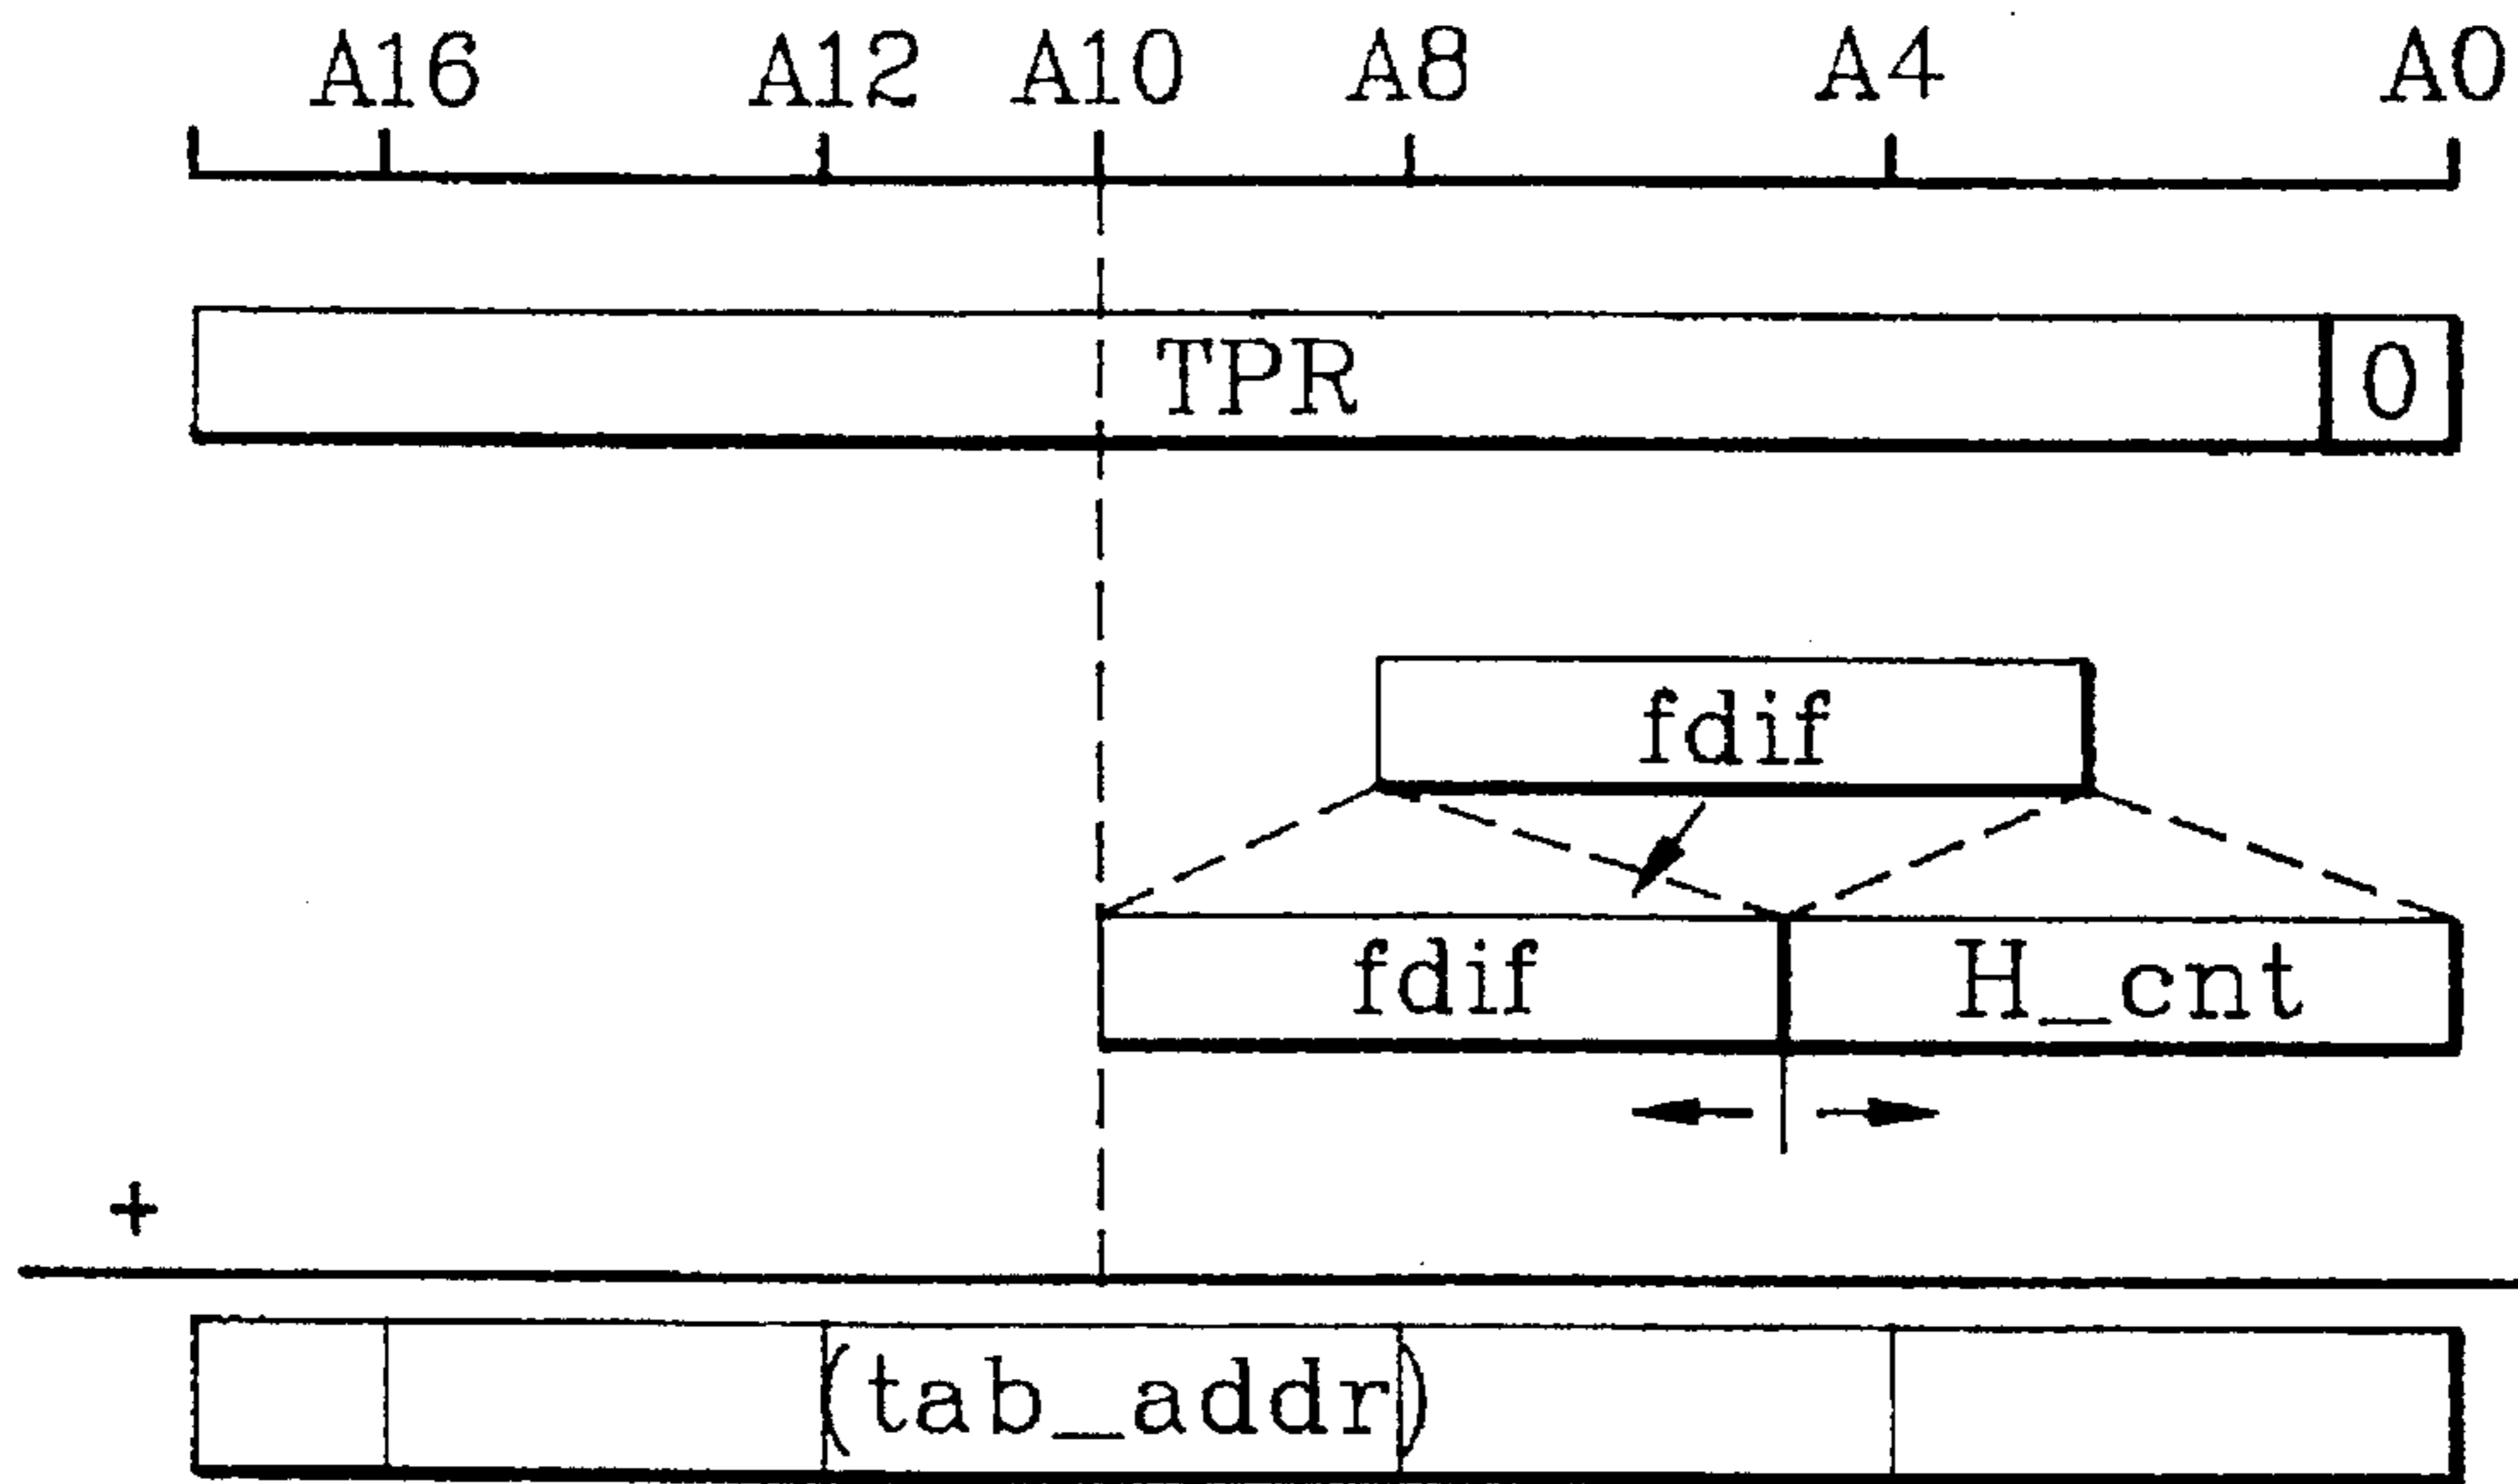 A16 A12 A10 A8 A4 A0
TPR 0
fdif
fdif H_cnt
+
(tab_addr)